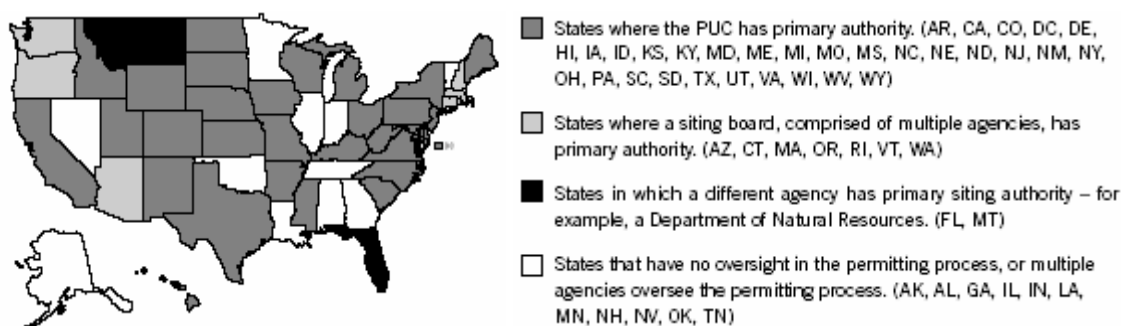 States where the PUC has primary authority. (AR, CA, CO, DC, DE,
HI, IA, ID, KS, KY, MD, ME, MI, MO, MS, NC, NE, ND, NJ, NM, NY,
OH, PA, SC, SD, TX, UT, VA, WI, WV, WY)
States where a siting board, comprised of multiple agencies, has
primary authority. (AZ, CT, MA, OR, RI, VT, WA)
States in which a different agency has primary siting authority – for
example, a Department of Natural Resources. (FL, MT)
States that have no oversight in the permitting process, or multiple
agencies oversee the permitting process. (AK, AL, GA, IL, IN, LA,
MN, NH, NV, OK, TN)